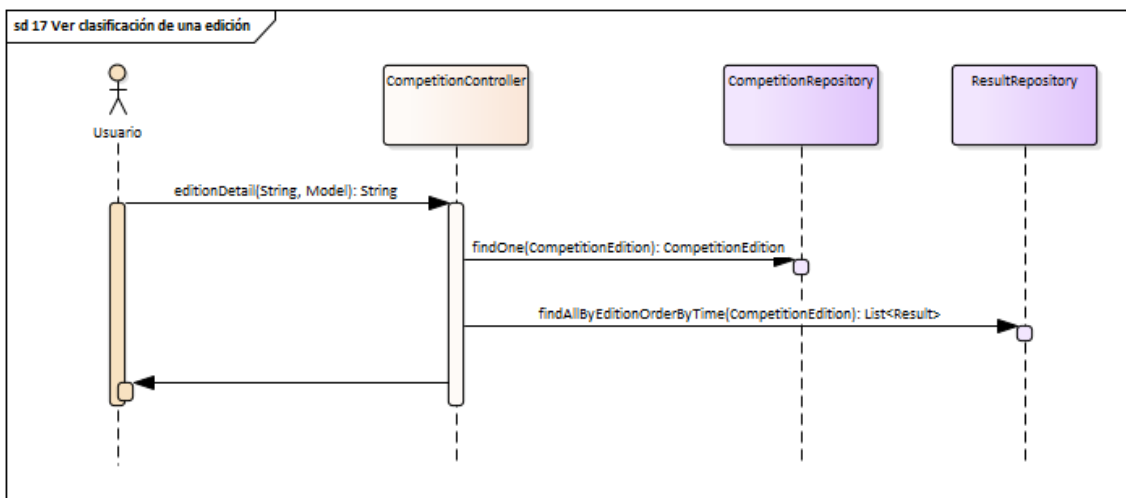 sd 17 Ver clasificación de una edición
Usuario
CompetitionController
CompetitionRepository
ResultRepository
editionDetail(String, Model): String
findOne(CompetitionEdition): CompetitionEdition
findAllByEditionOrderByTime(CompetitionEdition): List<Result>